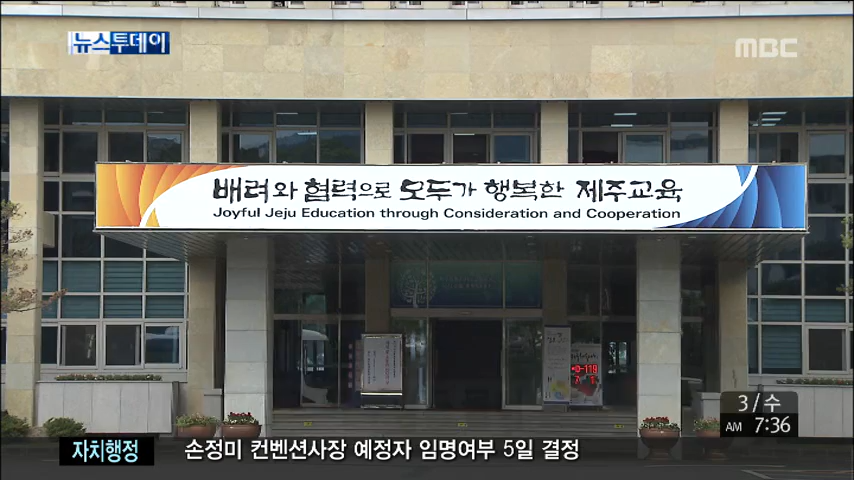 뉴스투데이
MBC
배려와 협력으로 모두가 행복한 제주교육
Joyful Jeju Education through Consideration and Cooperation
D-119
7 1
3/수
AM 7:36
자치행정 손정미 컨벤션사장 예정자 임명여부 5일 결정